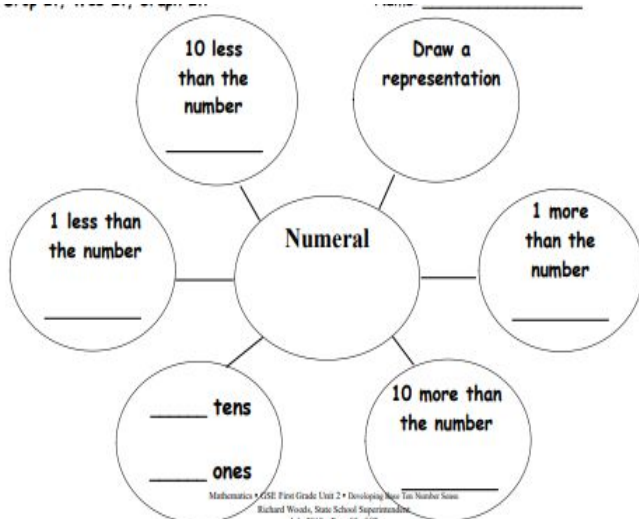 10 less
than the
number
Draw a
representation
1 less than
the number
Numeral
1 more
than the
number
tens
ones
10 more than
the number
Mathematics • GSE First Grade Unit 2 • Developing Base Ten Number Sense
Richard Woods, State School Superintendent